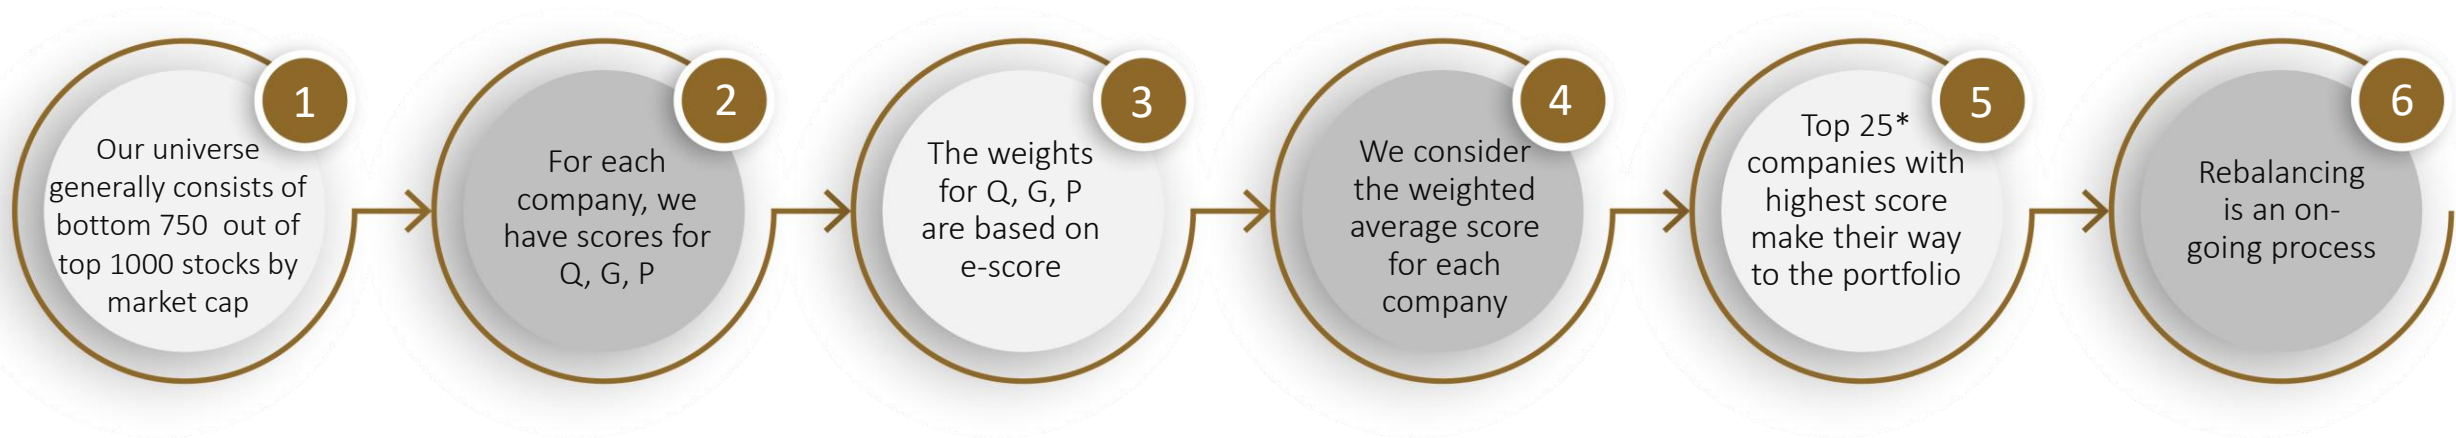 1
Our universe
generally consists of
bottom 750 out of
top 1000 stocks by
market cap
2
For each
company, we
have scores for
Q, G, P
3
The weights
for Q, G, P
are based on
e-score
4
We consider
the weighted
average score
for each
company
5
Top 25*
companies with
highest score
make their way
to the portfolio
6
Rebalancing
is an on-
going process